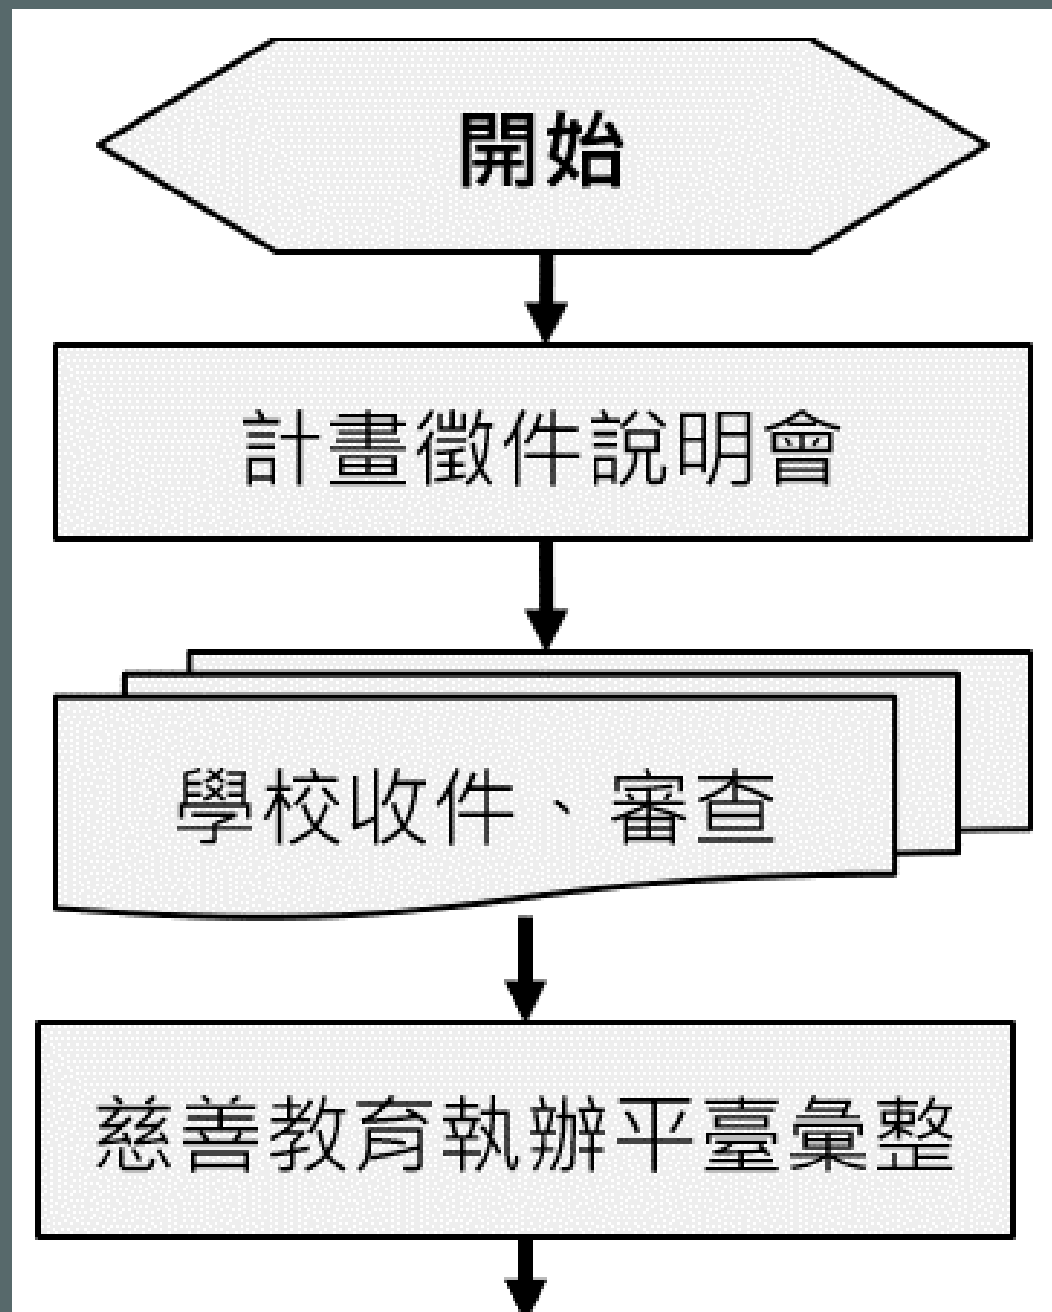 開始
計畫徵件說明會
學校收件、審查
慈善教育執辦平臺彙整